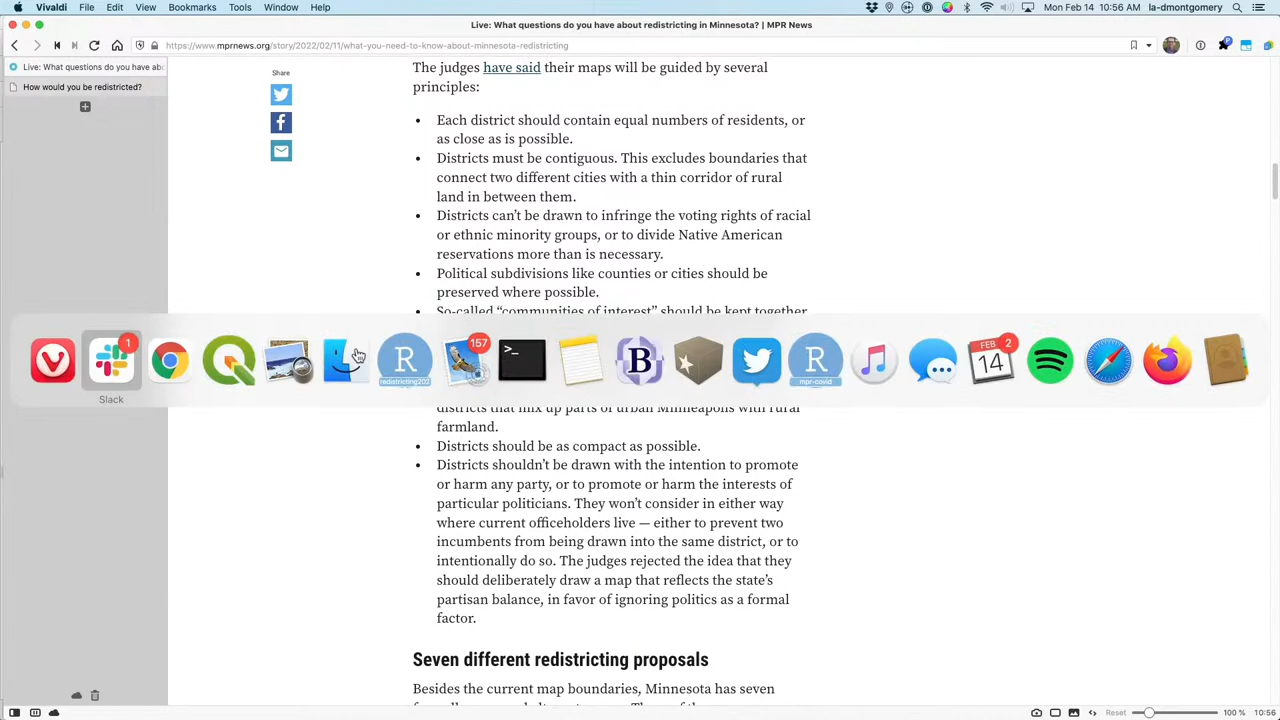 Vivaldi File Edit View Bookmarks Tools Window Help
Mon Feb 14 10:56 AM la-dmontgomery
Live: What questions do you have about redistricting in Minnesota? | MPR News
https://www.mprnews.org/story/2022/02/11/what-you-need-to-know-about-minnesota-redistricting
Live: What questions do you have abo
How would you be redistricted?
Share
The judges have said their maps will be guided by several
principles:
• Each district should contain equal numbers of residents, or
as close as is possible.
• Districts must be contiguous. This excludes boundaries that
connect two different cities with a thin corridor of rural
land in between them.
• Districts can’t be drawn to infringe the voting rights of racial
or ethnic minority groups, or to divide Native American
reservations more than is necessary.
• Political subdivisions like counties or cities should be
preserved where possible.
• So-called “communities of interest” should be kept together
1
R
redistricting202
157
>_
B
R
mpr-covid
FEB
14
2
Slack
districts that mix up parts of urban Minneapolis with rural
farmland.
• Districts should be as compact as possible.
• Districts shouldn’t be drawn with the intention to promote
or harm any party, or to promote or harm the interests of
particular politicians. They won’t consider in either way
where current officeholders live — either to prevent two
incumbents from being drawn into the same district, or to
intentionally do so. The judges rejected the idea that they
should deliberately draw a map that reflects the state’s
partisan balance, in favor of ignoring politics as a formal
factor.
Seven different redistricting proposals
Besides the current map boundaries, Minnesota has seven
Reset 100 % 10:56